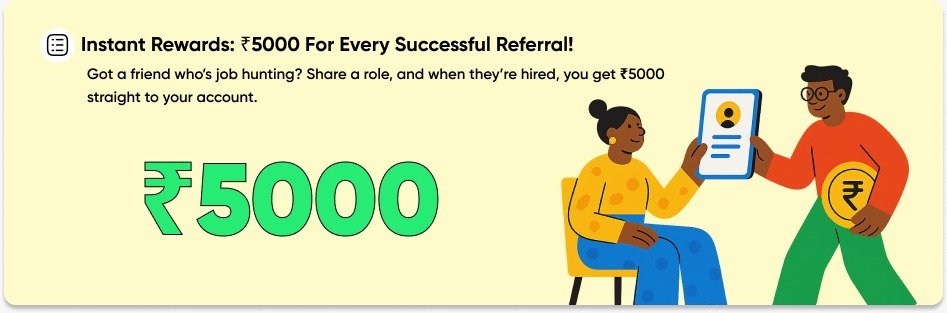 Instant Rewards: ₹5000 For Every Successful Referral!
Got a friend who’s job hunting? Share a role, and when they’re hired, you get ₹5000
straight to your account.
₹5000
₹